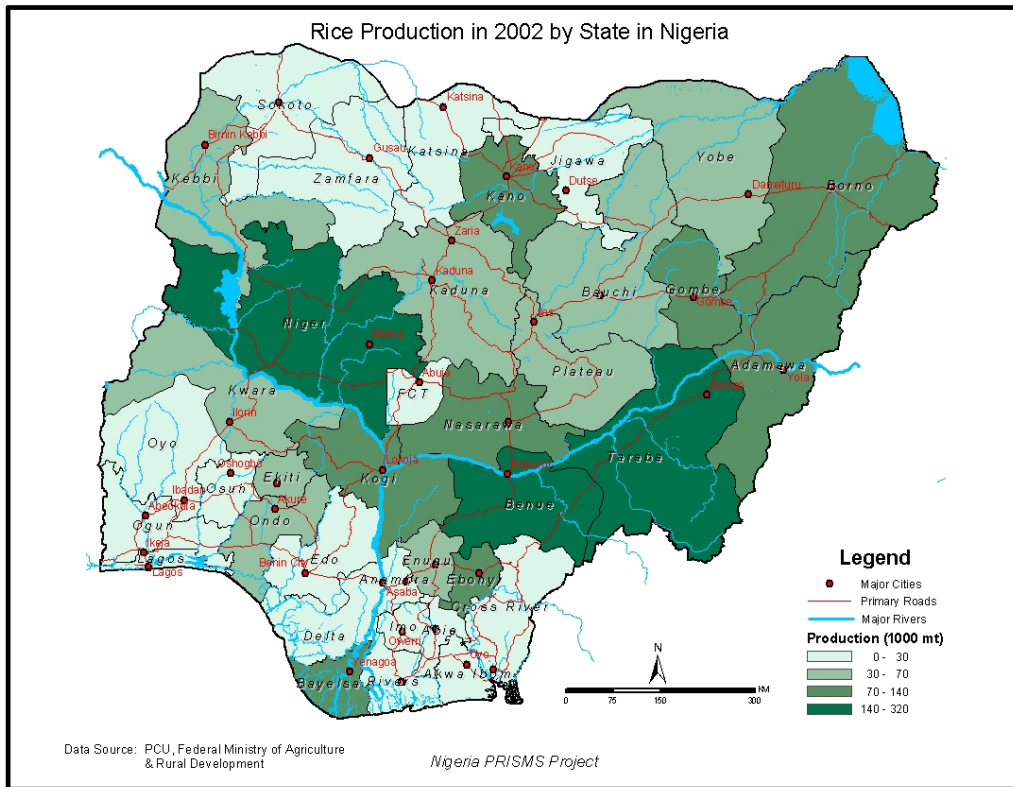 Rice Production in 2002 by State in Nigeria
Katsina
Sokoto
Birnin Kebbi
Gusau
Katsina
Jigawa
Yobe
Kebbi
Zamfara
Kano
Kano
Dutse
Damaturu
Borno
Zaria
Kaduna
Kaduna
Bauchi
Gombe
Gombe
Niger
Minna
Jos
Plateau
Adamawa
Yola
Abuja
FCT
Kwara
Ilorin
Nasarawa
Oyo
Oshogbo
Lokoja
Kogi
Makurdi
Taraba
Ekiti
Ibadan
Osun
Akure
Benue
Abeokuta
Ogun
Ondo
Ikeja
Lagos
Lagos
Benin City
Edo
Enugu
Anambra
Asaba
Ebony
Cross River
Delta
Imo
Owerri
Abia
Yenagoa
Uyo
Bayelsa
Rivers
Akwa Ibom
Legend
Major Cities
Primary Roads
Major Rivers
Production (1000 mt)
0 - 30
30 - 70
70 - 140
140 - 320
N
0 75 150 300
KM
Data Source: PCU, Federal Ministry of Agriculture
& Rural Development
Nigeria PRISMS Project